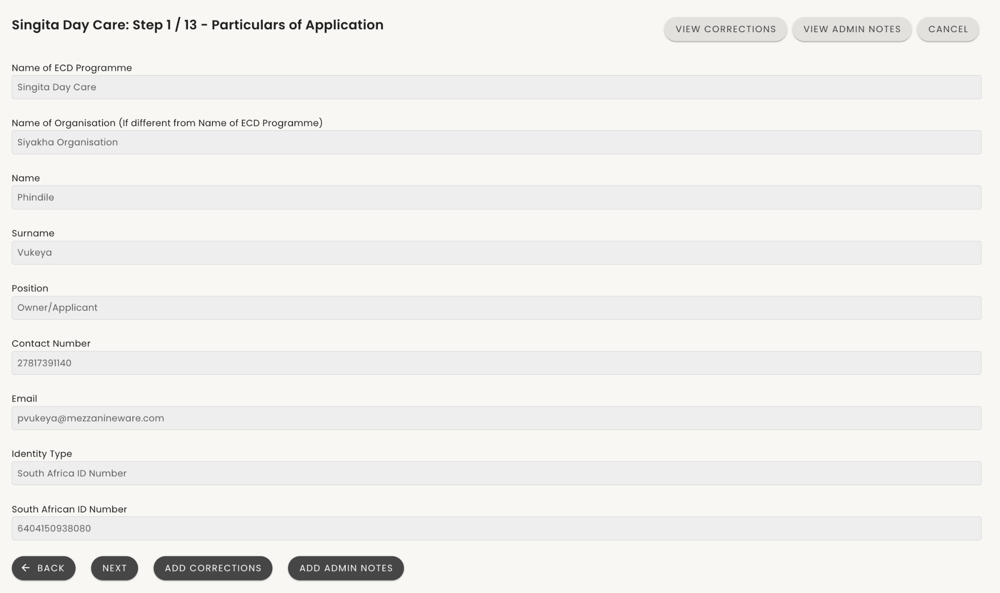 Singita Day Care: Step 1 / 13 - Particulars of Application
VIEW CORRECTIONS
VIEW ADMIN NOTES
CANCEL
Name of ECD Programme
Singita Day Care
Name of Organisation (If different from Name of ECD Programme)
Siyakha Organisation
Name
Phindile
Surname
Vukeya
Position
Owner/Applicant
Contact Number
27817391140
Email
pvukeya@mezzanineware.com
Identity Type
South Africa ID Number
South African ID Number
6404150938080
← BACK
NEXT
ADD CORRECTIONS
ADD ADMIN NOTES